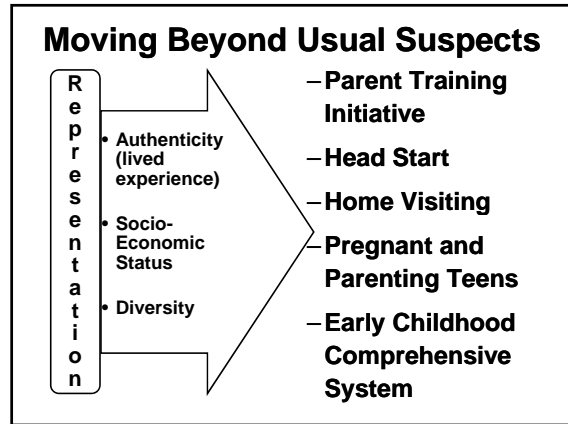 Moving Beyond Usual Suspects
Representation
• Authenticity
(lived
experience)
• Socio-
Economic
Status
• Diversity
–Parent Training
Initiative
–Head Start
–Home Visiting
–Pregnant and
Parenting Teens
–Early Childhood
Comprehensive
System